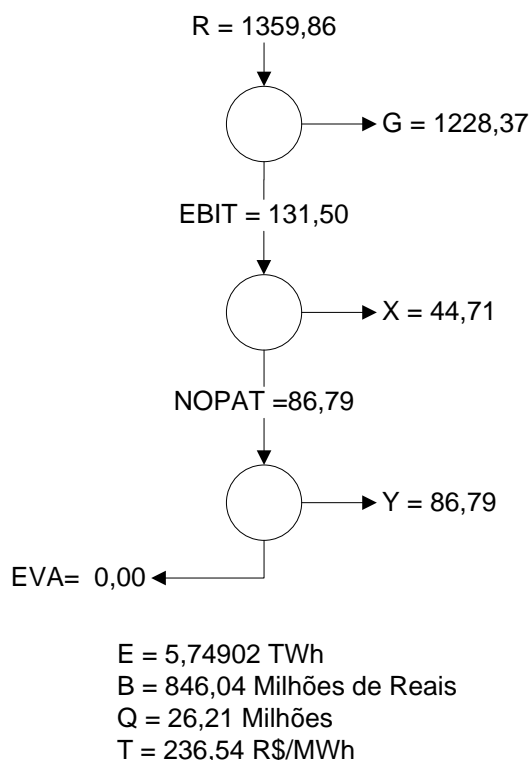 R = 1359,86
G = 1228,37
EBIT = 131,50
X = 44,71
NOPAT =86,79
Y = 86,79
EVA= 0,00
E = 5,74902 TWh
B = 846,04 Milhões de Reais
Q = 26,21 Milhões
T = 236,54 R$/MWh